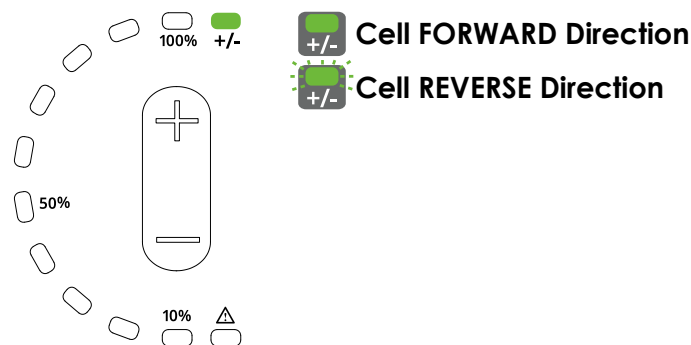 100%
+/-
50%
10%
+/- Cell FORWARD Direction
+/- Cell REVERSE Direction